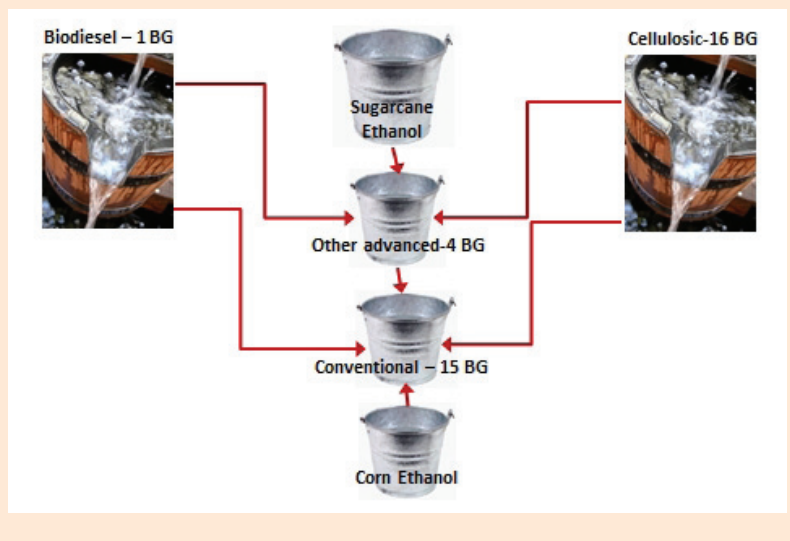 Biodiesel – 1 BG
Cellulosic-16 BG
Sugarcane
Ethanol
Other advanced-4 BG
Conventional – 15 BG
Corn Ethanol